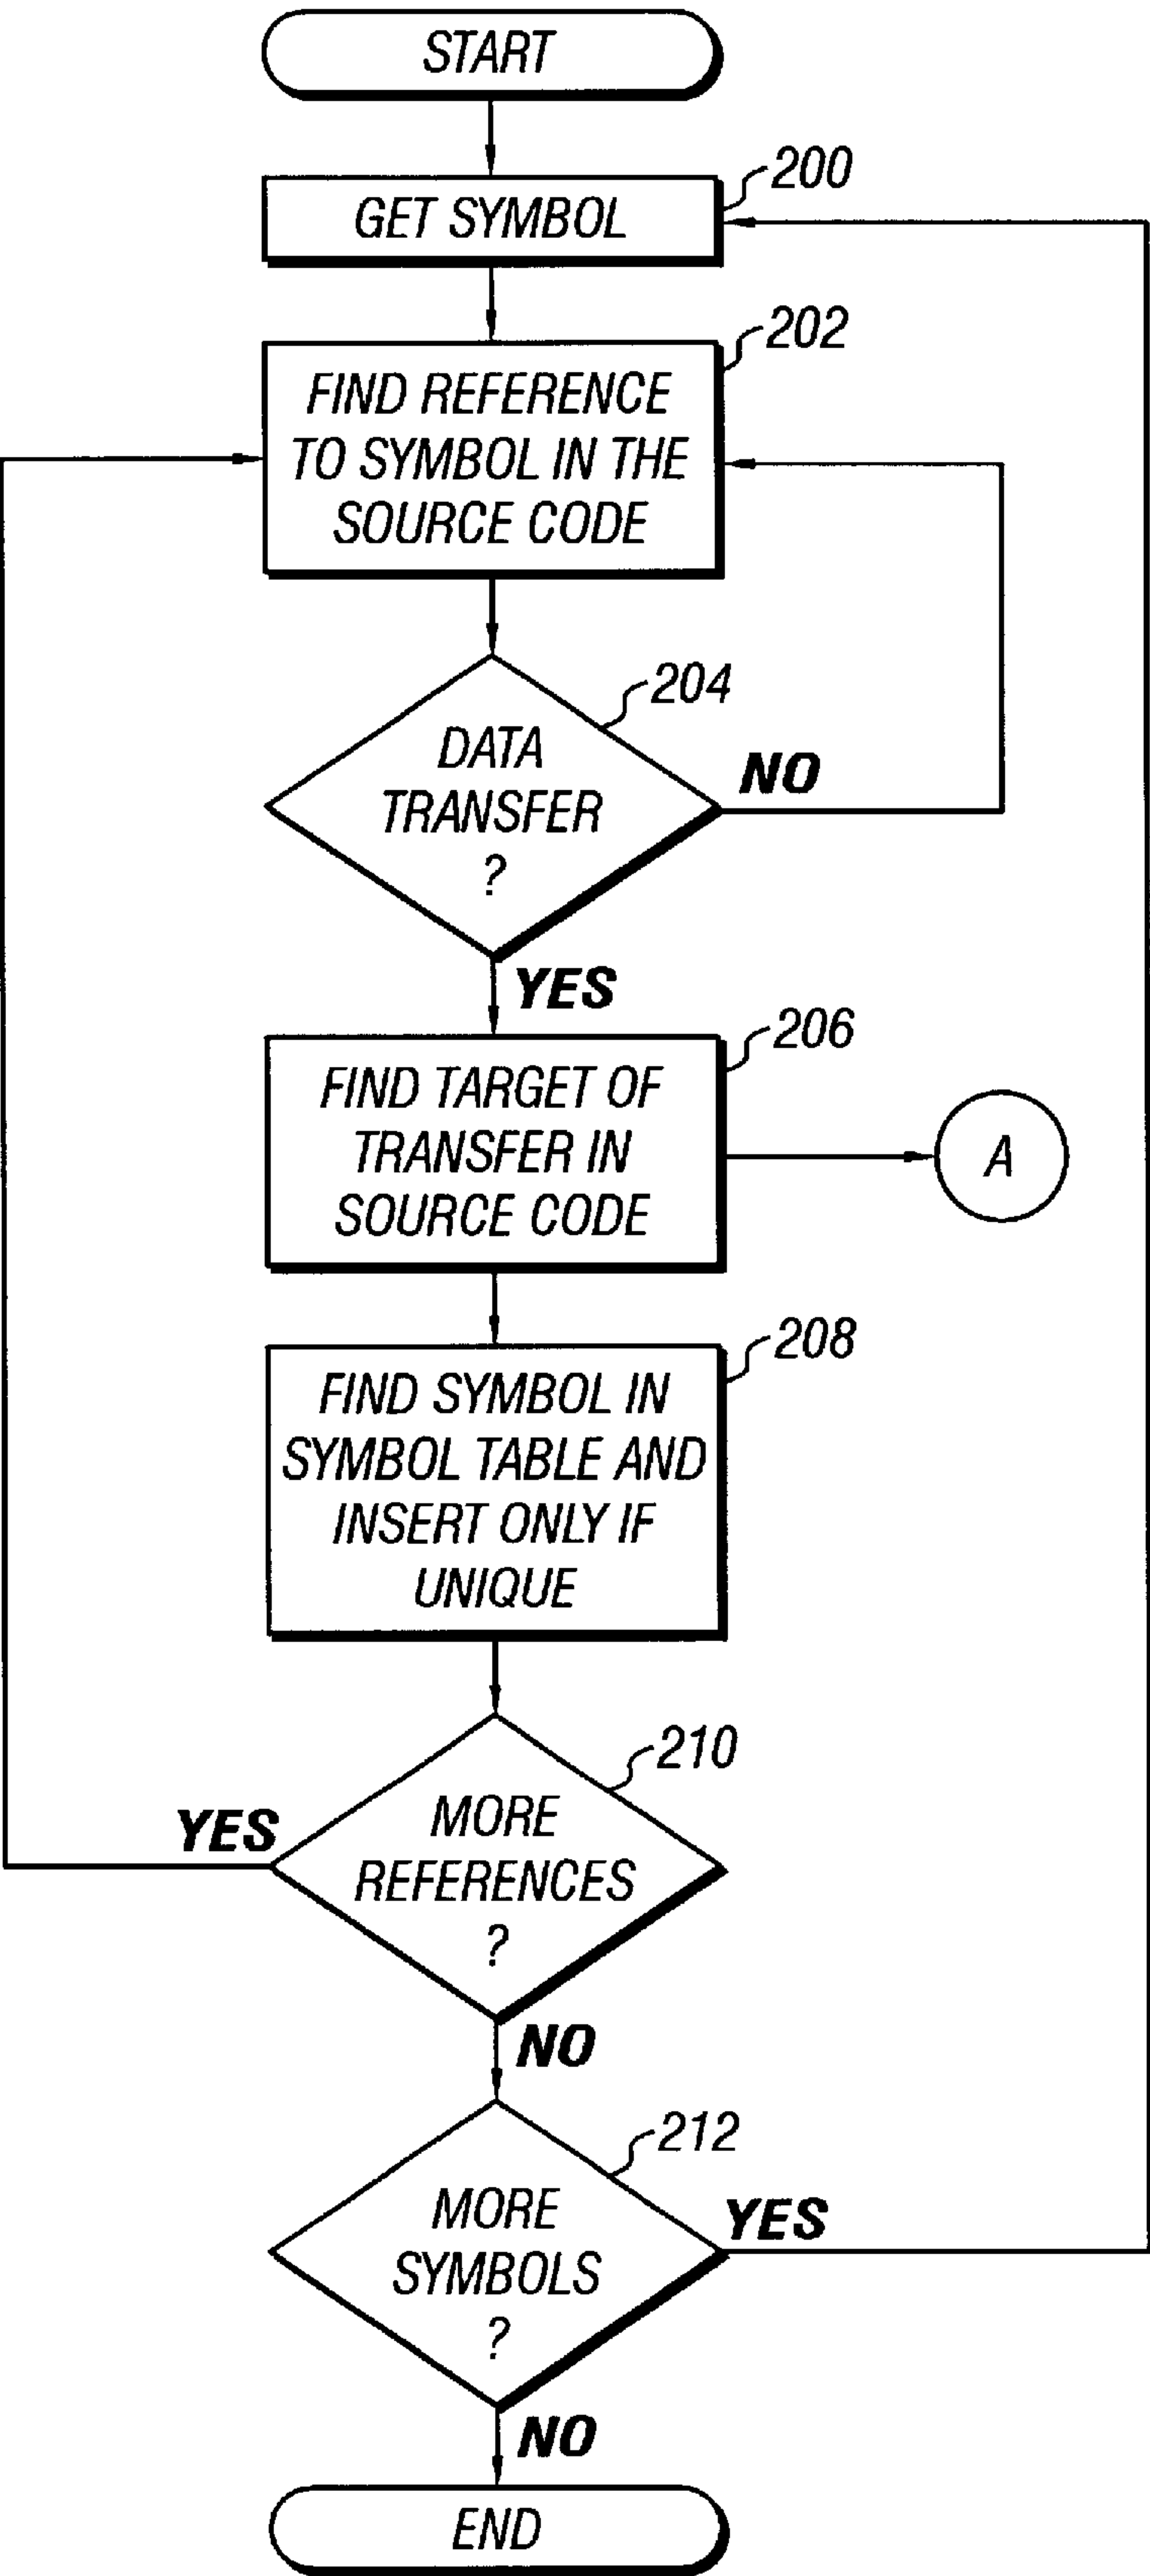 START
200
GET SYMBOL
202
FIND REFERENCE
TO SYMBOL IN THE
SOURCE CODE
204
DATA
TRANSFER
?
NO
YES
206
FIND TARGET OF
TRANSFER IN
SOURCE CODE
A
208
FIND SYMBOL IN
SYMBOL TABLE AND
INSERT ONLY IF
UNIQUE
210
MORE
REFERENCES
?
YES
NO
212
MORE
SYMBOLS
?
YES
NO
END